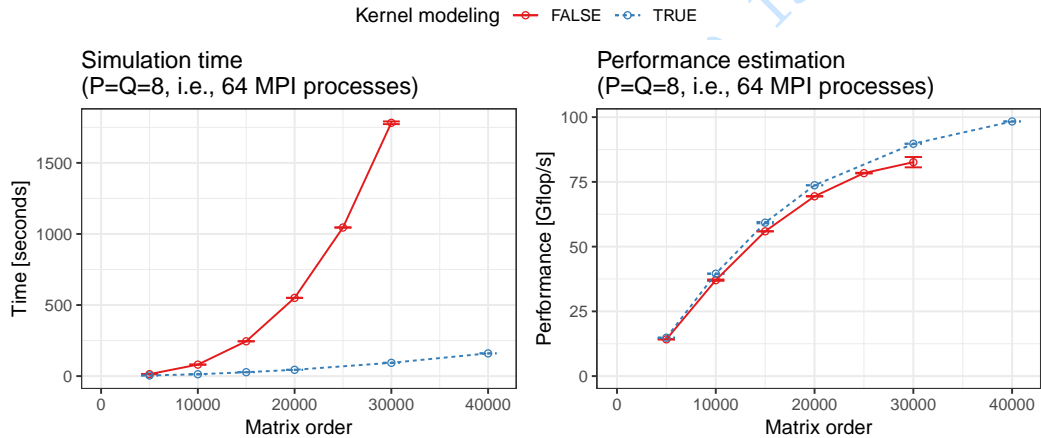 Kernel modeling FALSE TRUE
Simulation time
(P=Q=8, i.e., 64 MPI processes)
Time [seconds]
1500
1000
500
0
0 10000 20000 30000 40000
Matrix order
Performance estimation
(P=Q=8, i.e., 64 MPI processes)
Performance [Gflop/s]
100
75
50
25
0
0 10000 20000 30000 40000
Matrix order